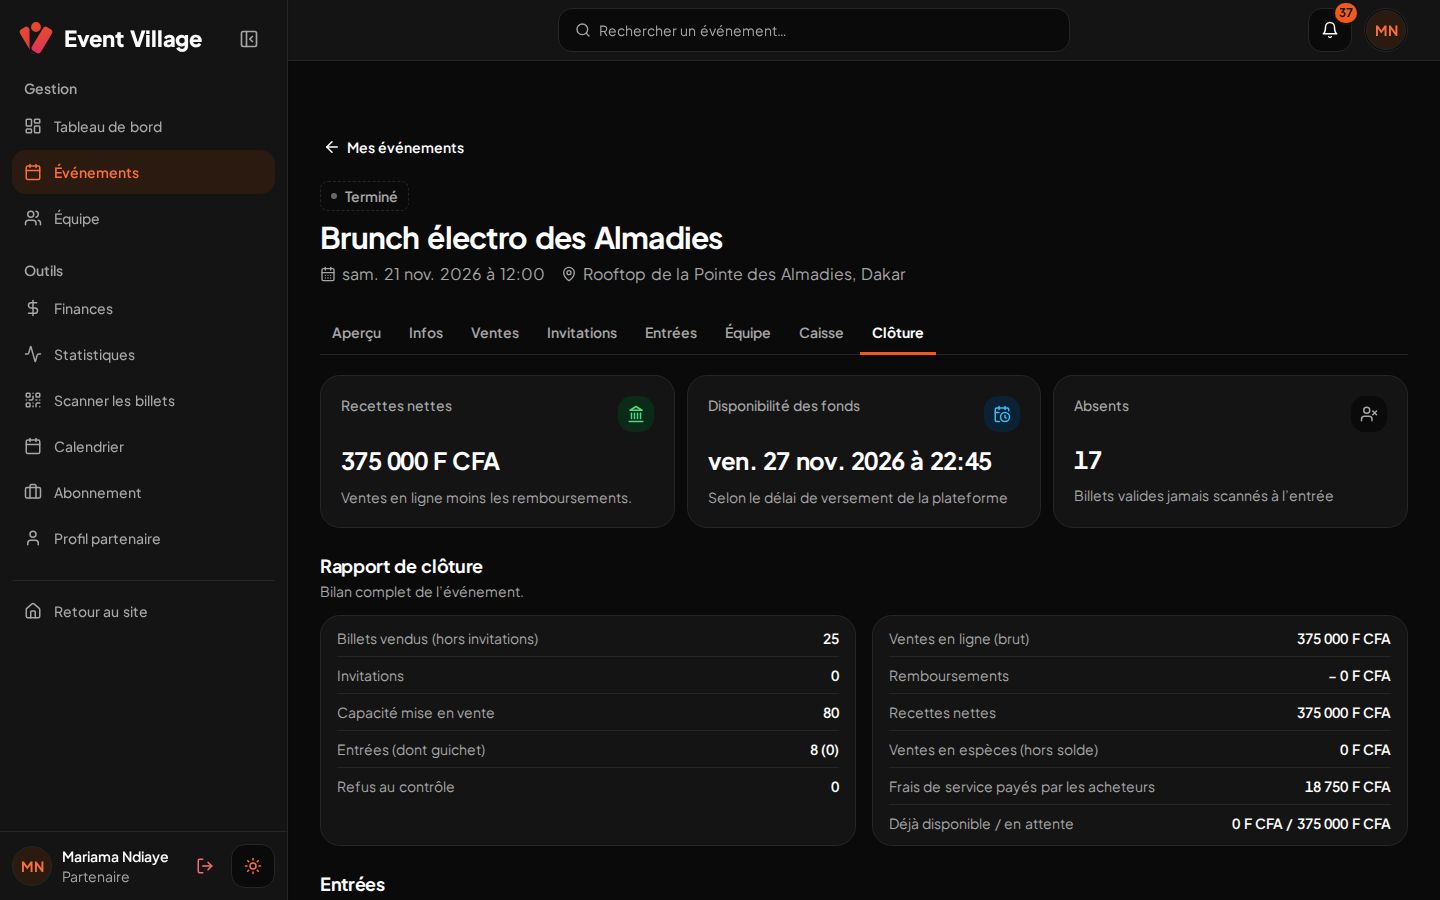 Event Village
Gestion
Tableau de bord
Événements
Équipe
Outils
Finances
Statistiques
Scanner les billets
Calendrier
Abonnement
Profil partenaire
Retour au site
MN
Mariama Ndiaye
Partenaire
Rechercher un événement...
37
MN
Mes événements
Terminé
Brunch électro des Almadies
sam. 21 nov. 2026 à 12:00
Rooftop de la Pointe des Almadies, Dakar
Aperçu
Infos
Ventes
Invitations
Entrées
Équipe
Caisse
Clôture
Recettes nettes
375 000 F CFA
Ventes en ligne moins les remboursements.
Disponibilité des fonds
ven. 27 nov. 2026 à 22:45
Selon le délai de versement de la plateforme
Absents
17
Billets valides jamais scannés à l'entrée
Rapport de clôture
Bilan complet de l'événement.
Billets vendus (hors invitations) 25
Invitations 0
Capacité mise en vente 80
Entrées (dont guichet) 8 (0)
Refus au contrôle 0
Ventes en ligne (brut) 375 000 F CFA
Remboursements – 0 F CFA
Recettes nettes 375 000 F CFA
Ventes en espèces (hors solde) 0 F CFA
Frais de service payés par les acheteurs 18 750 F CFA
Déjà disponible / en attente 0 F CFA / 375 000 F CFA
Entrées